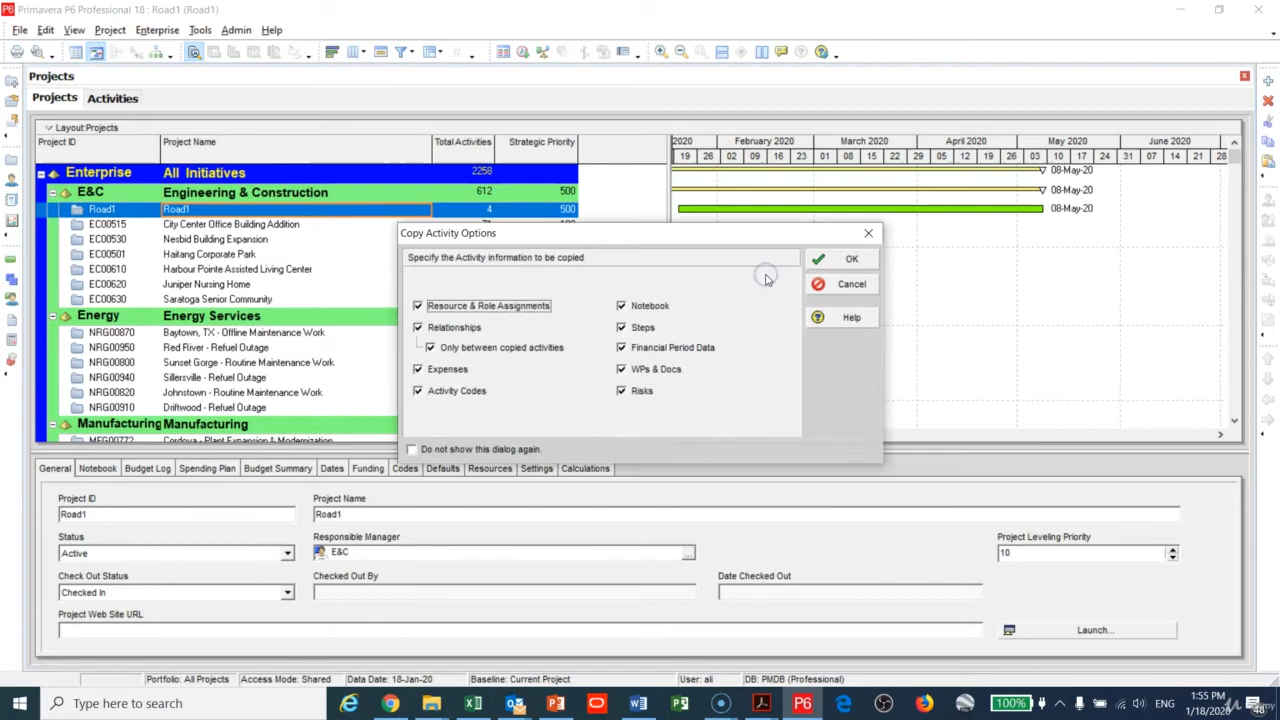 Primavera P6 Professional 18 : Road1 (Road1)
File Edit View Project Enterprise Tools Admin Help
Projects
Projects Activities
Layout:Projects
Project ID Project Name Total Activities Strategic Priority
2020 February 2020 March 2020 April 2020 May 2020 June 2020
19 26 02 09 16 23 01 08 15 22 29 05 12 19 26 03 10 17 24 31 07 14 21 28
Enterprise All Initiatives 2258 08-May-20
E&C Engineering & Construction 612 500 08-May-20
Road1 Road1 4 500 08-May-20
EC00515 City Center Office Building Addition
EC00530 Nesbid Building Expansion
EC00501 Haitang Corporate Park
EC00610 Harbour Pointe Assisted Living Center
EC00620 Juniper Nursing Home
EC00630 Saratoga Senior Community
Energy Energy Services
NRG00870 Baytown, TX - Offline Maintenance Work
NRG00950 Red River - Refuel Outage
NRG00800 Sunset Gorge - Routine Maintenance Work
NRG00940 Sillersville - Refuel Outage
NRG00820 Johnstown - Routine Maintenance Work
NRG00910 Driftwood - Refuel Outage
Manufacturing Manufacturing
MFG00772 Cordova - Plant Expansion & Modernization
Copy Activity Options
Specify the Activity information to be copied
OK
Cancel
Help
Resource & Role Assignments Notebook
Relationships Steps
Only between copied activities Financial Period Data
Expenses WPs & Docs
Activity Codes Risks
Do not show this dialog again.
General Notebook Budget Log Spending Plan Budget Summary Dates Funding Codes Defaults Resources Settings Calculations
Project ID Project Name
Road1 Road1
Status Responsible Manager Project Leveling Priority
Active E&C ... 10
Check Out Status Checked Out By Date Checked Out
Checked In
Project Web Site URL
Launch...
Portfolio: All Projects Access Mode: Shared Data Date: 18-Jan-20 Baseline: Current Project User: ali DB: PMDB (Professional)
Type here to search
100% ENG 1:55 PM
1/18/2020 48